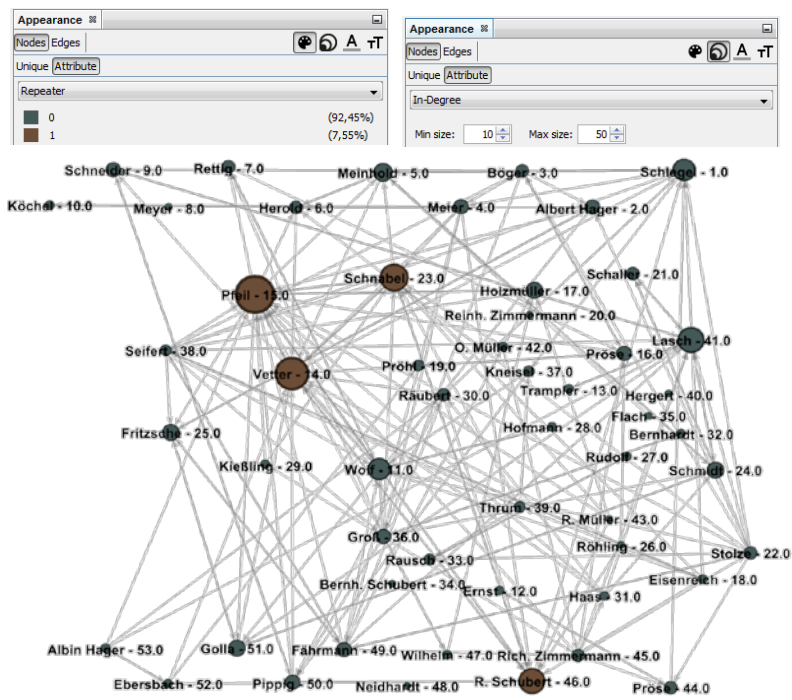 Appearance
Nodes Edges
Unique Attribute
Repeater
0 (92,45%)
1 (7,55%)
Appearance
Nodes Edges
Unique Attribute
In-Degree
Min size: 10 Max size: 50
Schneider - 9.0
Rettig - 7.0
Meinhold - 5.0
Böger - 3.0
Schlegel - 1.0
Köchel - 10.0
Meyer - 8.0
Herold - 6.0
Meier - 4.0
Albert Hager - 2.0
Pfeil - 15.0
Schnabel - 23.0
Holzmüller - 17.0
Schaller - 21.0
Reinh. Zimmermann - 20.0
Seifert - 38.0
Vetter - 14.0
Pröhl - 19.0
O. Müller - 42.0
Pröse - 16.0
Lasch - 41.0
Kneisel - 37.0
Räubert - 30.0
Trampler - 13.0
Hergert - 40.0
Flach - 35.0
Fritzsche - 25.0
Hofmann - 28.0
Bernhardt - 32.0
Kießling - 29.0
Wolf - 11.0
Rudolf - 27.0
Schmidt - 24.0
Thrum - 39.0
R. Müller - 43.0
Groß - 36.0
Rausch - 33.0
Röhling - 26.0
Stolze - 22.0
Bernh. Schubert - 34.0
Ernst - 12.0
Haas - 31.0
Eisenreich - 18.0
Albin Hager - 53.0
Golla - 51.0
Fährmann - 49.0
Wilhelm - 47.0
Rich. Zimmermann - 45.0
Ebersbach - 52.0
Pippig - 50.0
Neidhardt - 48.0
R. Schubert - 46.0
Pröse - 44.0